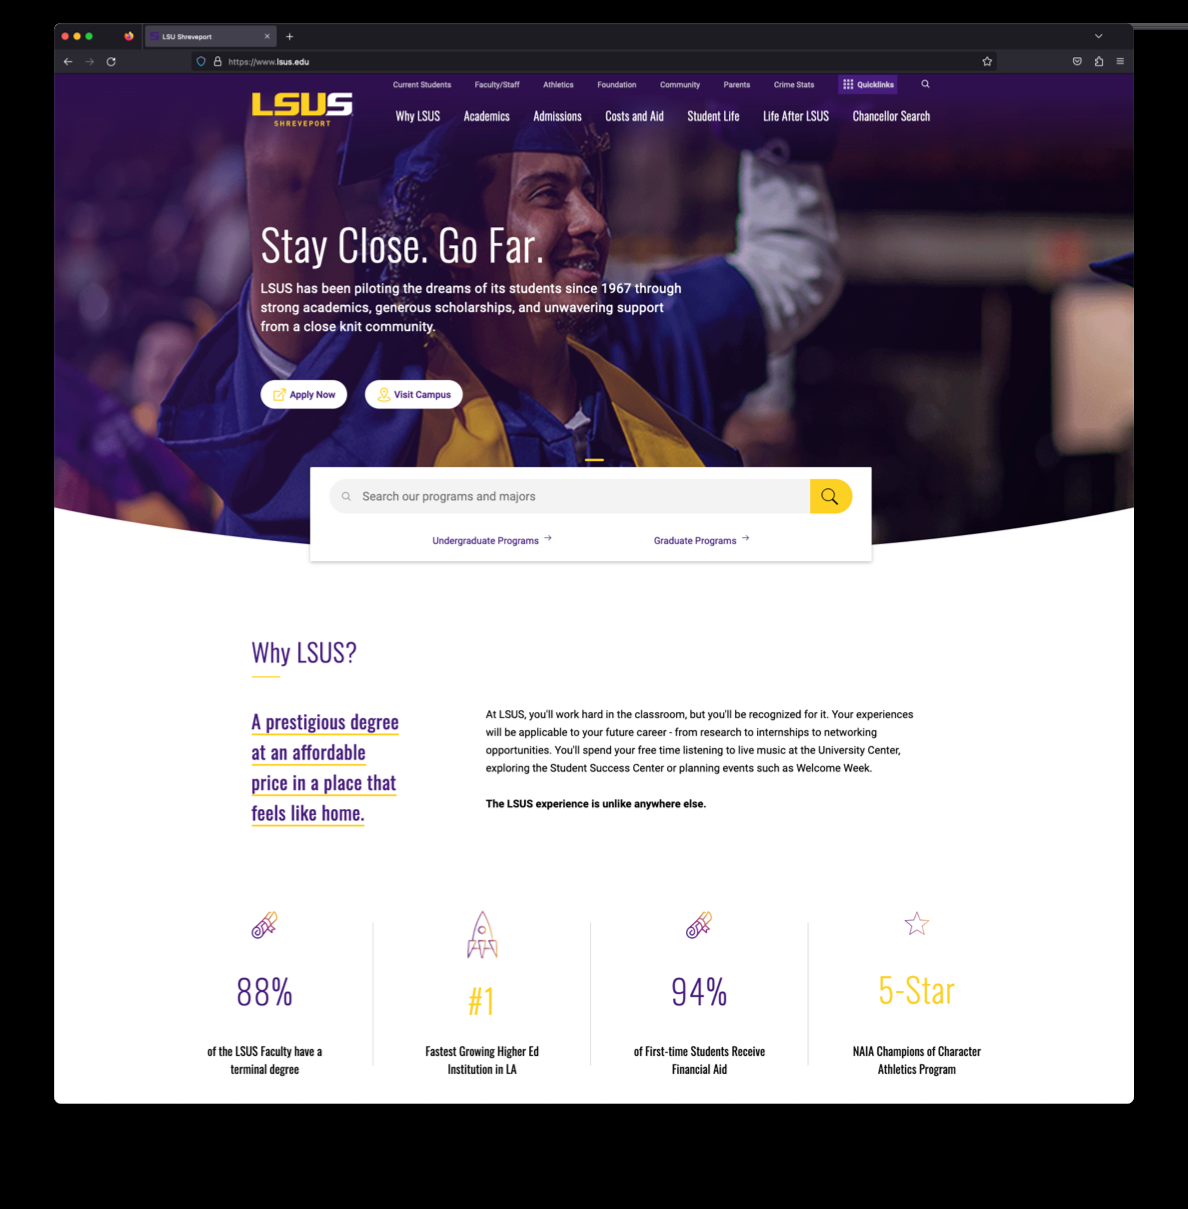 LSU Shreveport
https://www.lsus.edu
Current Students
Faculty/Staff
Athletics
Foundation
Community
Parents
Crime Stats
Quicklinks
LSUS
SHREVEPORT
Why LSUS
Academics
Admissions
Costs and Aid
Student Life
Life After LSUS
Chancellor Search
Stay Close. Go Far.
LSUS has been piloting the dreams of its students since 1967 through
strong academics, generous scholarships, and unwavering support
from a close knit community.
Apply Now
Visit Campus
Search our programs and majors
Undergraduate Programs
Graduate Programs
Why LSUS?
A prestigious degree
at an affordable
price in a place that
feels like home.
At LSUS, you'll work hard in the classroom, but you'll be recognized for it. Your experiences
will be applicable to your future career - from research to internships to networking
opportunities. You'll spend your free time listening to live music at the University Center,
exploring the Student Success Center or planning events such as Welcome Week.
The LSUS experience is unlike anywhere else.
88%
of the LSUS Faculty have a
terminal degree
#1
Fastest Growing Higher Ed
Institution in LA
94%
of First-time Students Receive
Financial Aid
5-Star
NAIA Champions of Character
Athletics Program